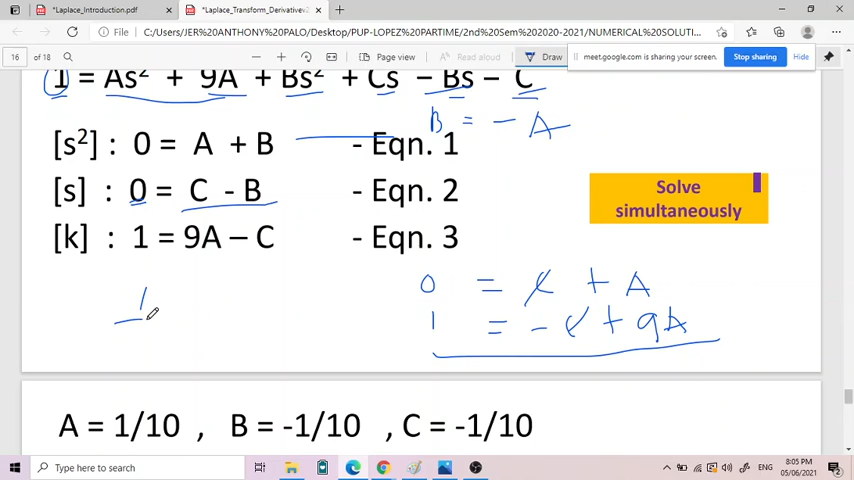 *Laplace_Introduction.pdf
*Laplace_Transform_Derivativev2
C:/Users/JER%20ANTHONY%20PALO/Desktop/PUP-LOPEZ%20PARTIME/2nd%20Sem%202020-2021/NUMERICAL%20SOLUTI...
16 of 18
Page view
Read aloud
Draw
meet.google.com is sharing your screen.
Stop sharing
Hide
1 = As² + 9A + Bs² + Cs – Bs – C
B = - A
[s²] : 0 = A + B - Eqn. 1
[s] : 0 = C - B - Eqn. 2
[k] : 1 = 9A – C - Eqn. 3
Solve
simultaneously
0 = C + A
1 = - C + 9A
1
A = 1/10 , B = -1/10 , C = -1/10
Type here to search
ENG
8:05 PM
05/06/2021
2